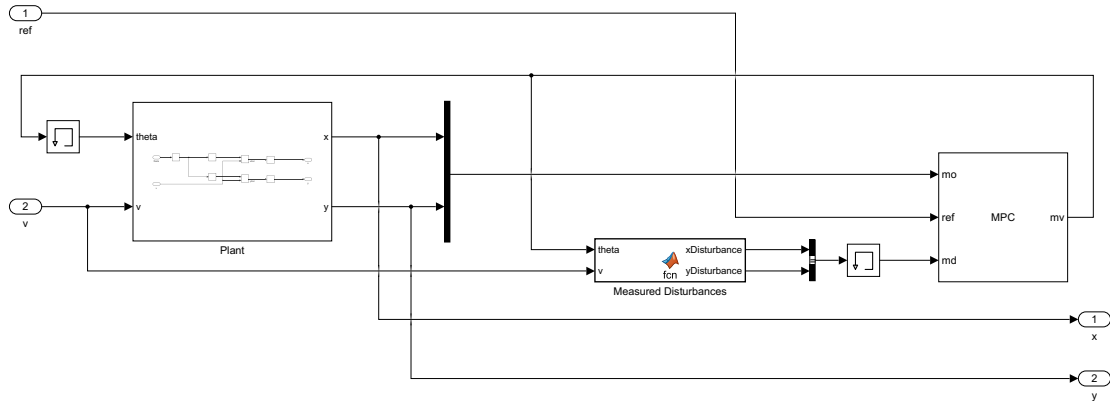 1
ref
theta
x
v
y
Plant
2
v
mo
ref
MPC
mv
md
theta
xDisturbance
v
fcn
yDisturbance
Measured Disturbances
1
x
2
y